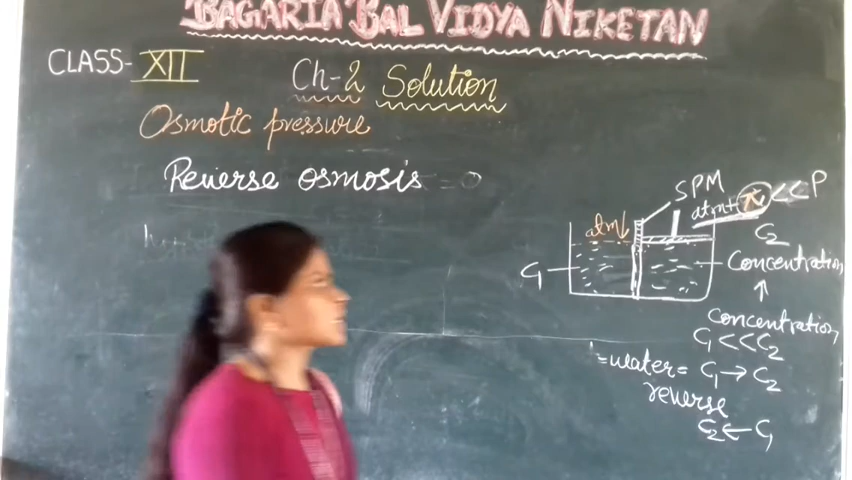 BAGARIA BAL VIDYA NIKETAN
CLASS- XII
Ch-2 Solution
Osmotic pressure
Reverse osmosis =
SPM
atm+ π << P
atm↓
C₂
C₁
Concentration
↑
Concentration
C₁<<C₂
=water= C₁→C₂
reverse
C₂←C₁